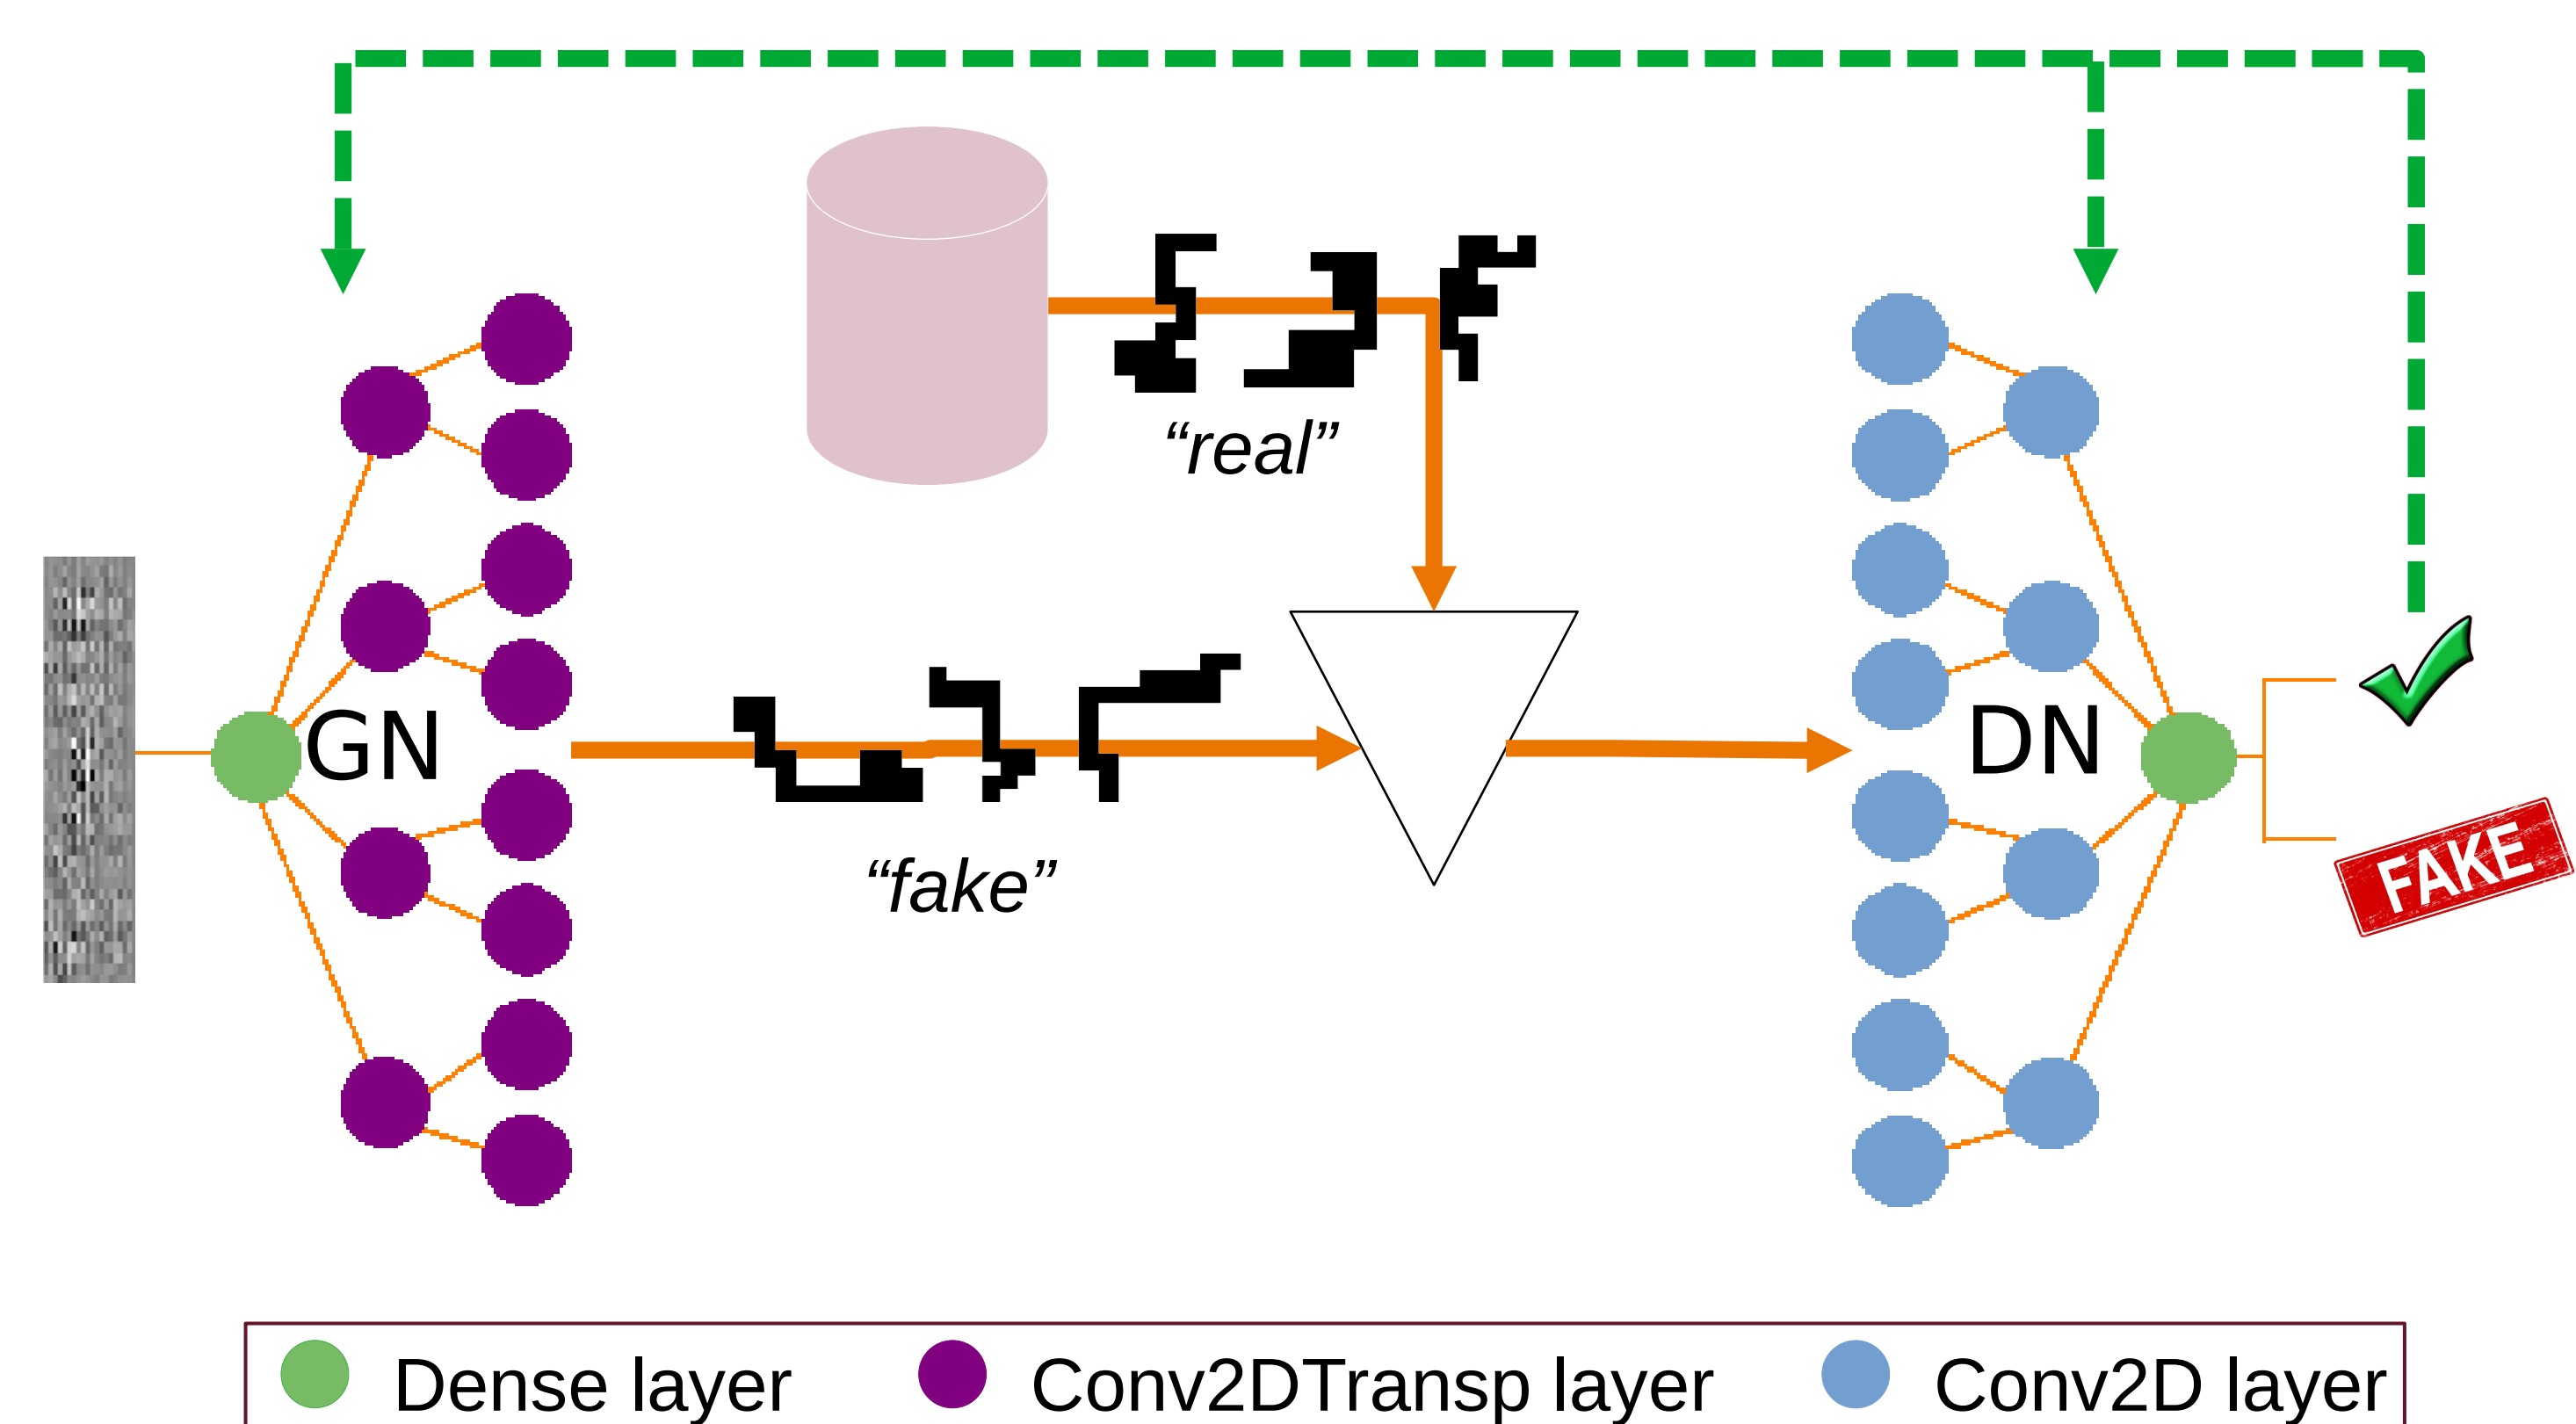 “real”
GN
DN
“fake”
FAKE
Dense layer
Conv2DTransp layer
Conv2D layer